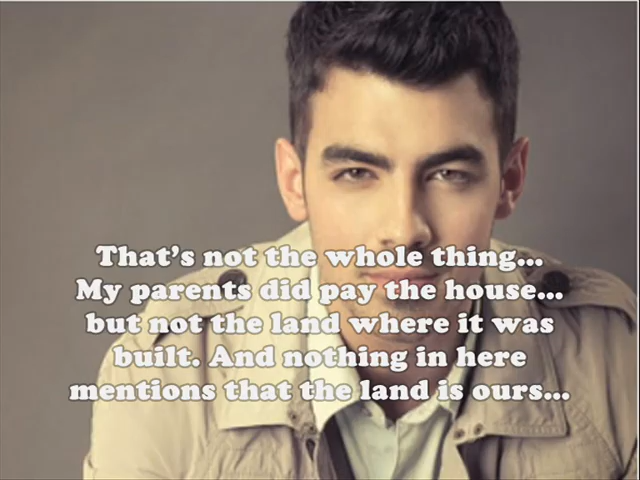 That's not the whole thing...
My parents did pay the house...
but not the land where it was
built. And nothing in here
mentions that the land is ours...